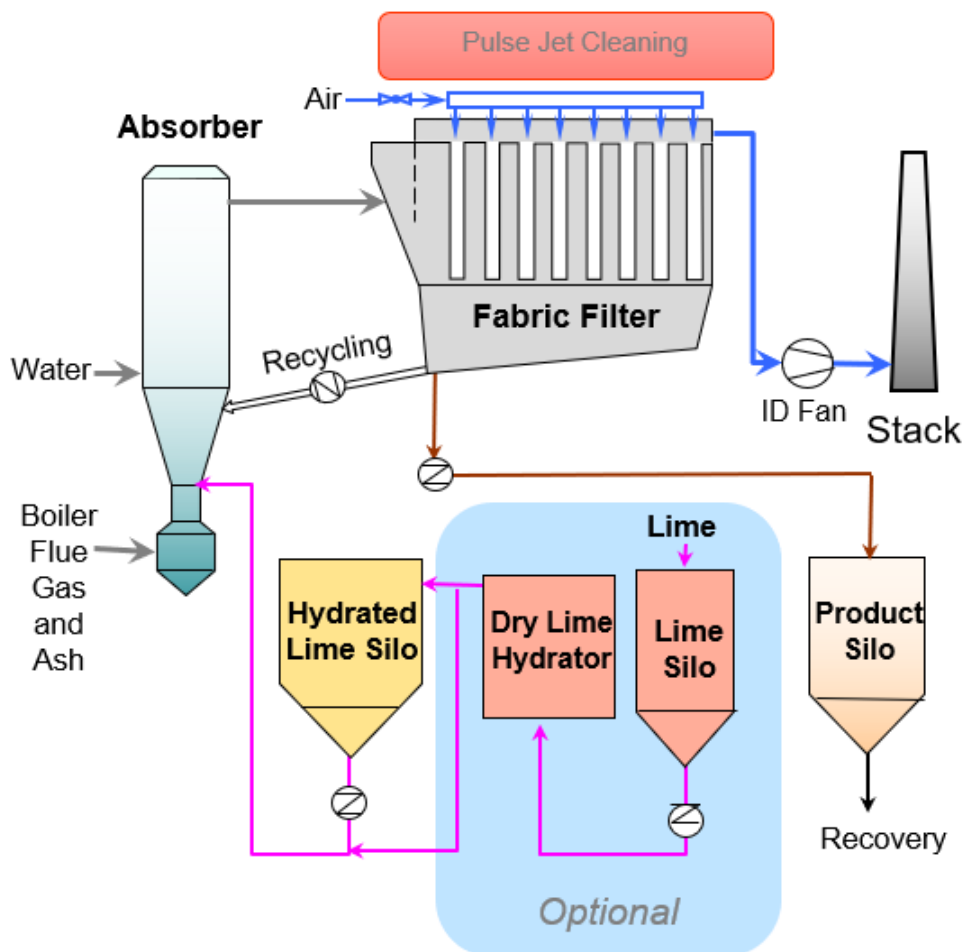 Pulse Jet Cleaning
Air
Absorber
Fabric Filter
Recycling
Water
ID Fan
Stack
Boiler
Flue
Gas
and
Ash
Lime
Hydrated
Lime Silo
Dry Lime
Hydrator
Lime
Silo
Product
Silo
Recovery
Optional